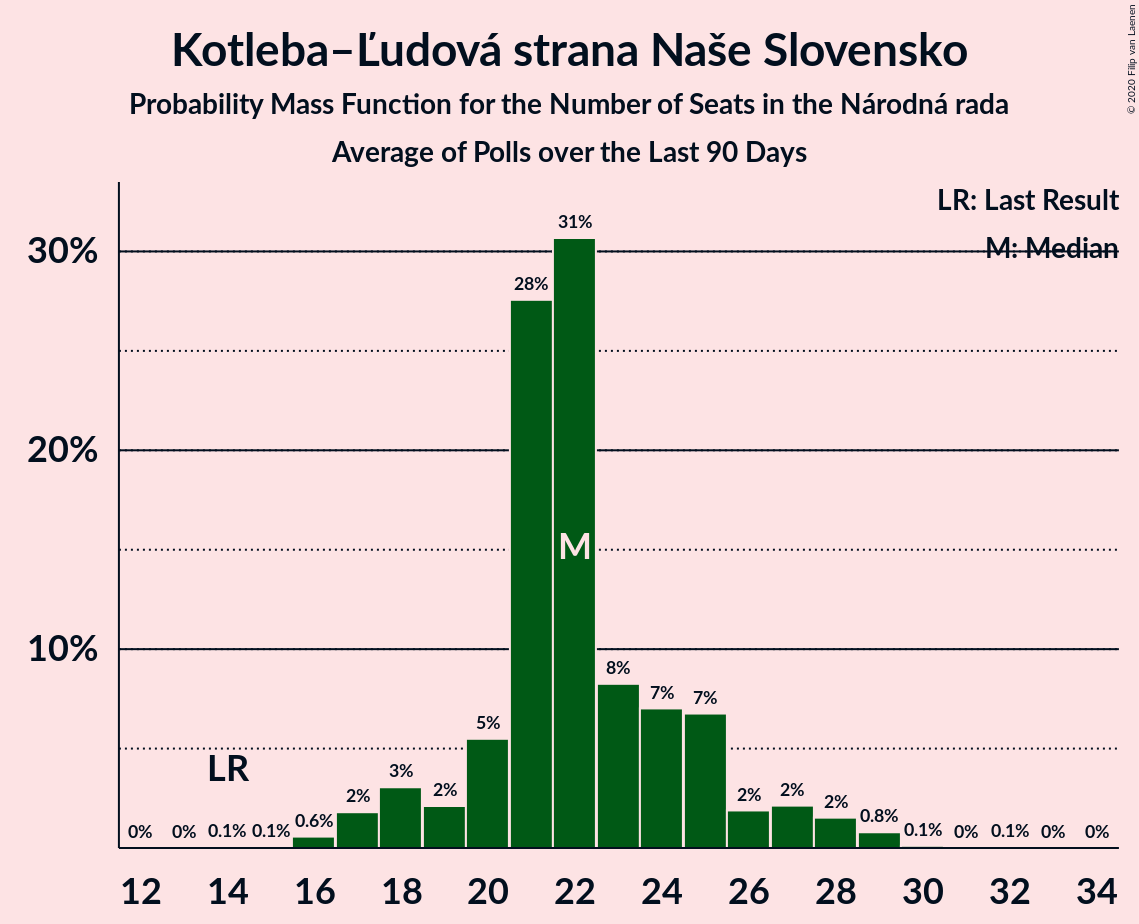 Kotleba–Ľudová strana Naše Slovensko
Probability Mass Function for the Number of Seats in the Národná rada
Average of Polls over the Last 90 Days
© 2020 Filip van Laenen
LR: Last Result
M: Median
30%
20%
10%
0%
0%
0.1%
0.1%
0.6%
2%
3%
2%
5%
28%
31%
8%
7%
7%
2%
2%
2%
0.8%
0.1%
0%
0.1%
0%
0%
LR
M
12 14 16 18 20 22 24 26 28 30 32 34